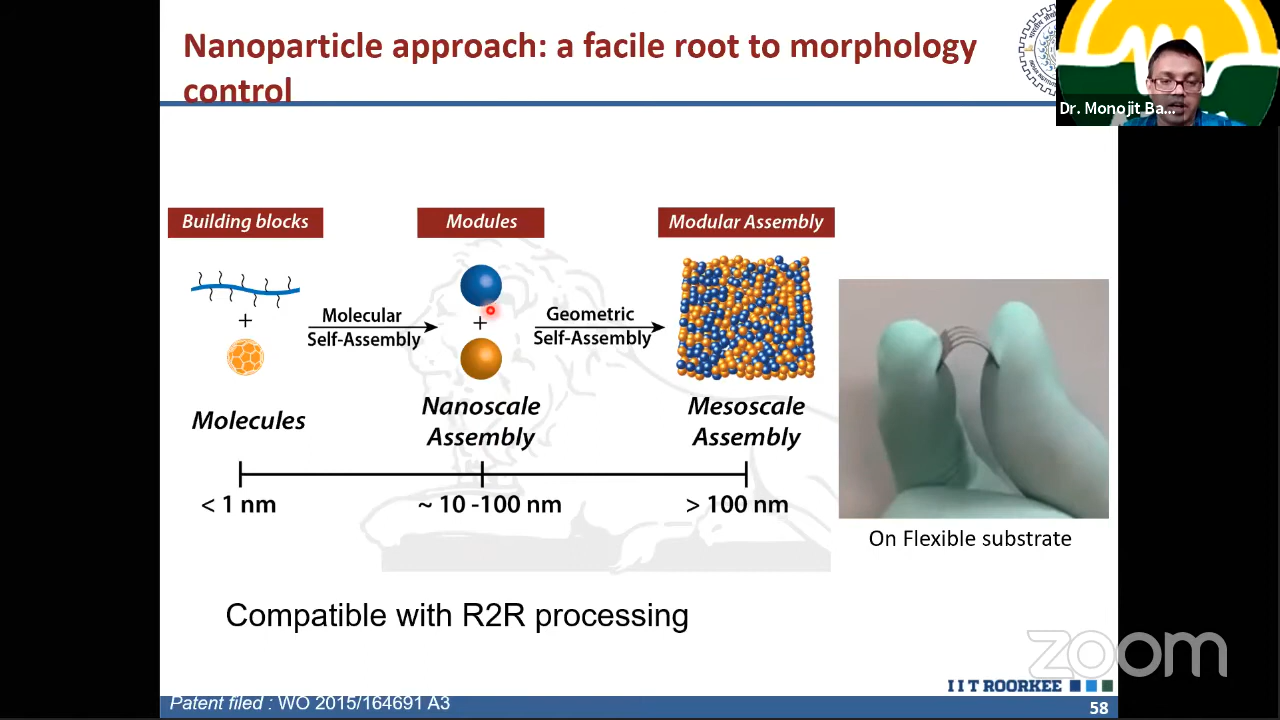 Nanoparticle approach: a facile root to morphology
control
Dr. Monojit Ba...
Building blocks
Modules
Modular Assembly
+
Molecular
Self-Assembly
+
Geometric
Self-Assembly
Molecules
Nanoscale
Assembly
Mesoscale
Assembly
< 1 nm
~ 10 -100 nm
> 100 nm
On Flexible substrate
Compatible with R2R processing
zoom
I I T ROORKEE
Patent filed : WO 2015/164691 A3
58